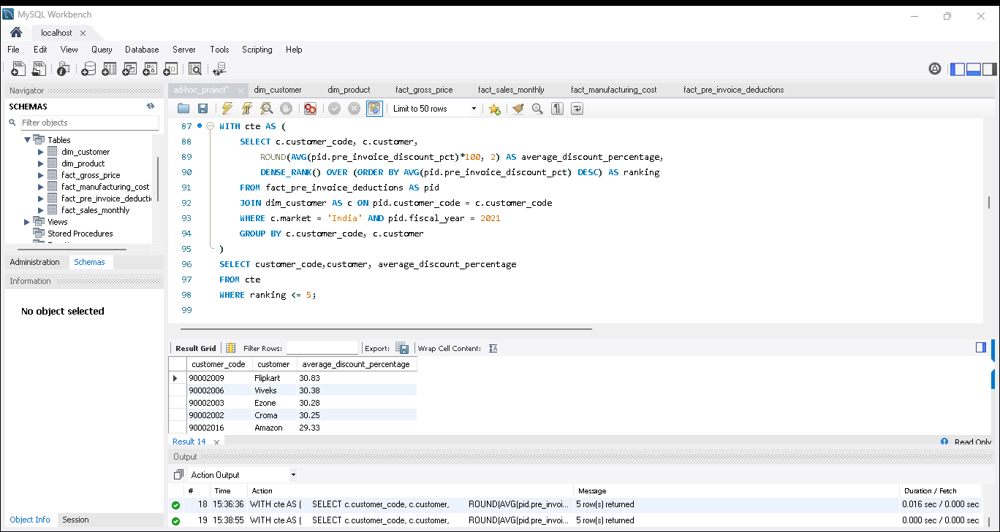 MySQL Workbench
localhost
File Edit View Query Database Server Tools Scripting Help
Navigator
SCHEMAS
Filter objects
Tables
dim_customer
dim_product
fact_gross_price
fact_manufacturing_cost
fact_pre_invoice_deducti
fact_sales_monthly
Views
Stored Procedures
Administration Schemas
Information
No object selected
Object Info Session
ad-hoc_project* dim_customer dim_product fact_gross_price fact_sales_monthly fact_manufacturing_cost fact_pre_invoice_deductions
Limit to 50 rows
87 WITH cte AS (
88 SELECT c.customer_code, c.customer,
89 ROUND(AVG(pid.pre_invoice_discount_pct)*100, 2) AS average_discount_percentage,
90 DENSE_RANK() OVER (ORDER BY AVG(pid.pre_invoice_discount_pct) DESC) AS ranking
91 FROM fact_pre_invoice_deductions AS pid
92 JOIN dim_customer AS c ON pid.customer_code = c.customer_code
93 WHERE c.market = 'India' AND pid.fiscal_year = 2021
94 GROUP BY c.customer_code, c.customer
95 )
96 SELECT customer_code,customer, average_discount_percentage
97 FROM cte
98 WHERE ranking <= 5;
99
Result Grid Filter Rows: Export: Wrap Cell Content:
customer_code customer average_discount_percentage
90002009 Flipkart 30.83
90002006 Viveks 30.38
90002003 Ezone 30.28
90002002 Croma 30.25
90002016 Amazon 29.33
Result 14 Read Only
Output
Action Output
# Time Action Message Duration / Fetch
18 15:36:36 WITH cte AS ( SELECT c.customer_code, c.customer, ROUND(AVG(pid.pre_invoi... 5 row(s) returned 0.016 sec / 0.000 sec
19 15:38:55 WITH cte AS ( SELECT c.customer_code, c.customer, ROUND(AVG(pid.pre_invoi... 5 row(s) returned 0.000 sec / 0.000 sec